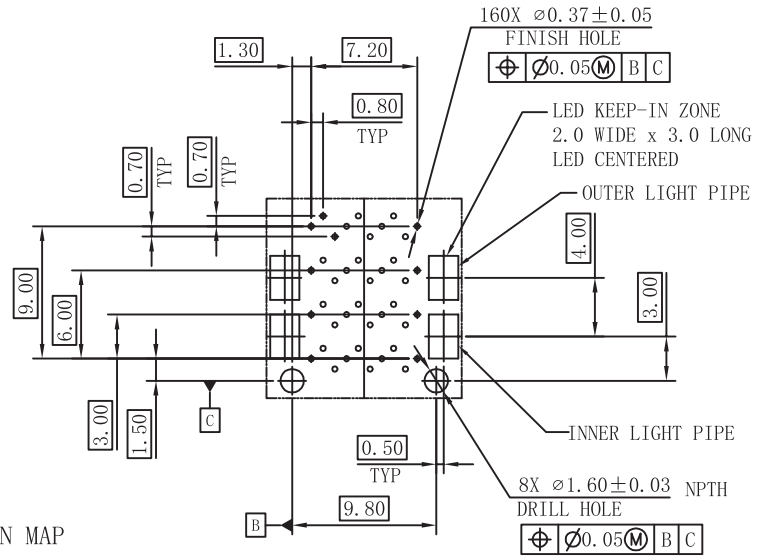 160X ⌀0.37±0.05
FINISH HOLE
⌖ ⌀0.05Ⓜ B C
1.30
7.20
0.80
TYP
0.70
TYP
0.70
TYP
LED KEEP-IN ZONE
2.0 WIDE x 3.0 LONG
LED CENTERED
OUTER LIGHT PIPE
4.00
3.00
9.00
6.00
3.00
1.50
C
INNER LIGHT PIPE
0.50
TYP
8X ⌀1.60±0.03 NPTH
DRILL HOLE
⌖ ⌀0.05Ⓜ B C
B
9.80
N MAP